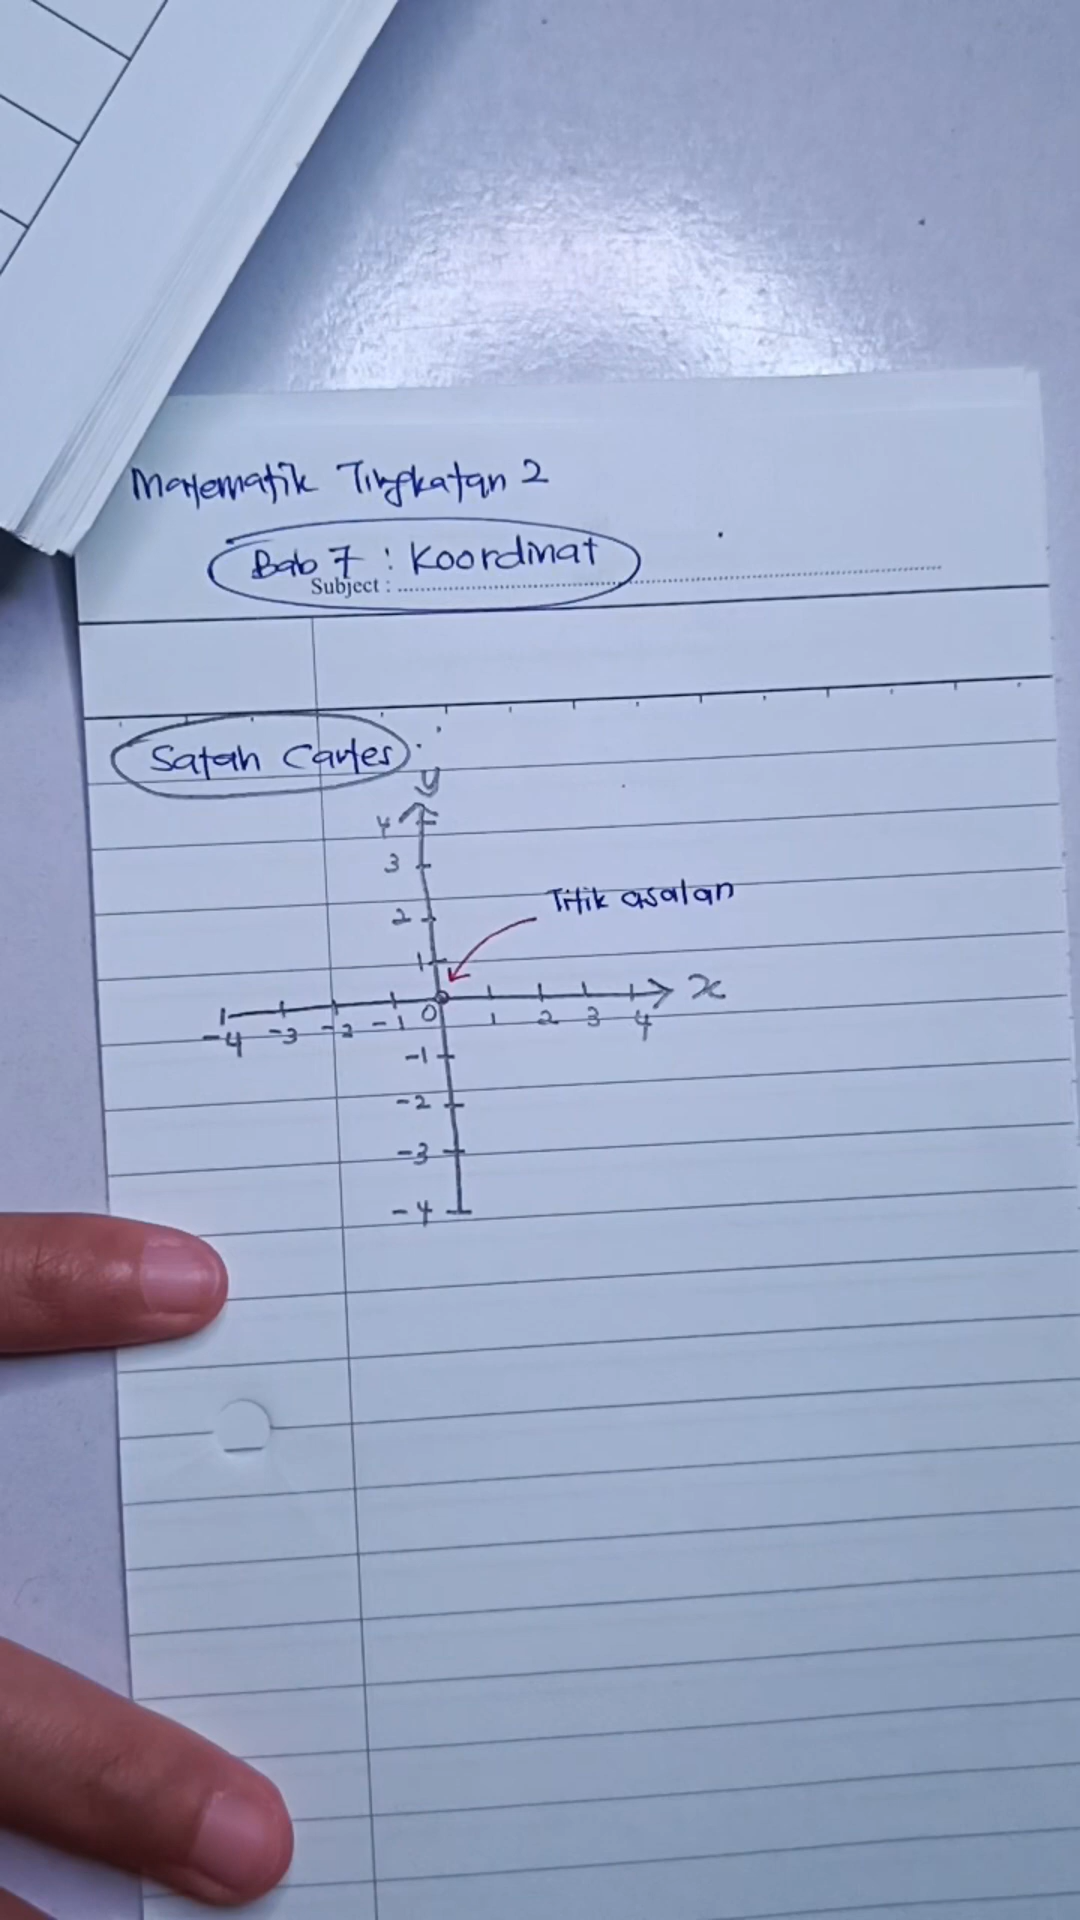 Matematik Tingkatan 2
Bab 7 : Koordinat
Subject :
Satah Cartes
y
4
3
2
1
Titik asalan
x
-4 -3 -2 -1 0 1 2 3 4
-1
-2
-3
-4